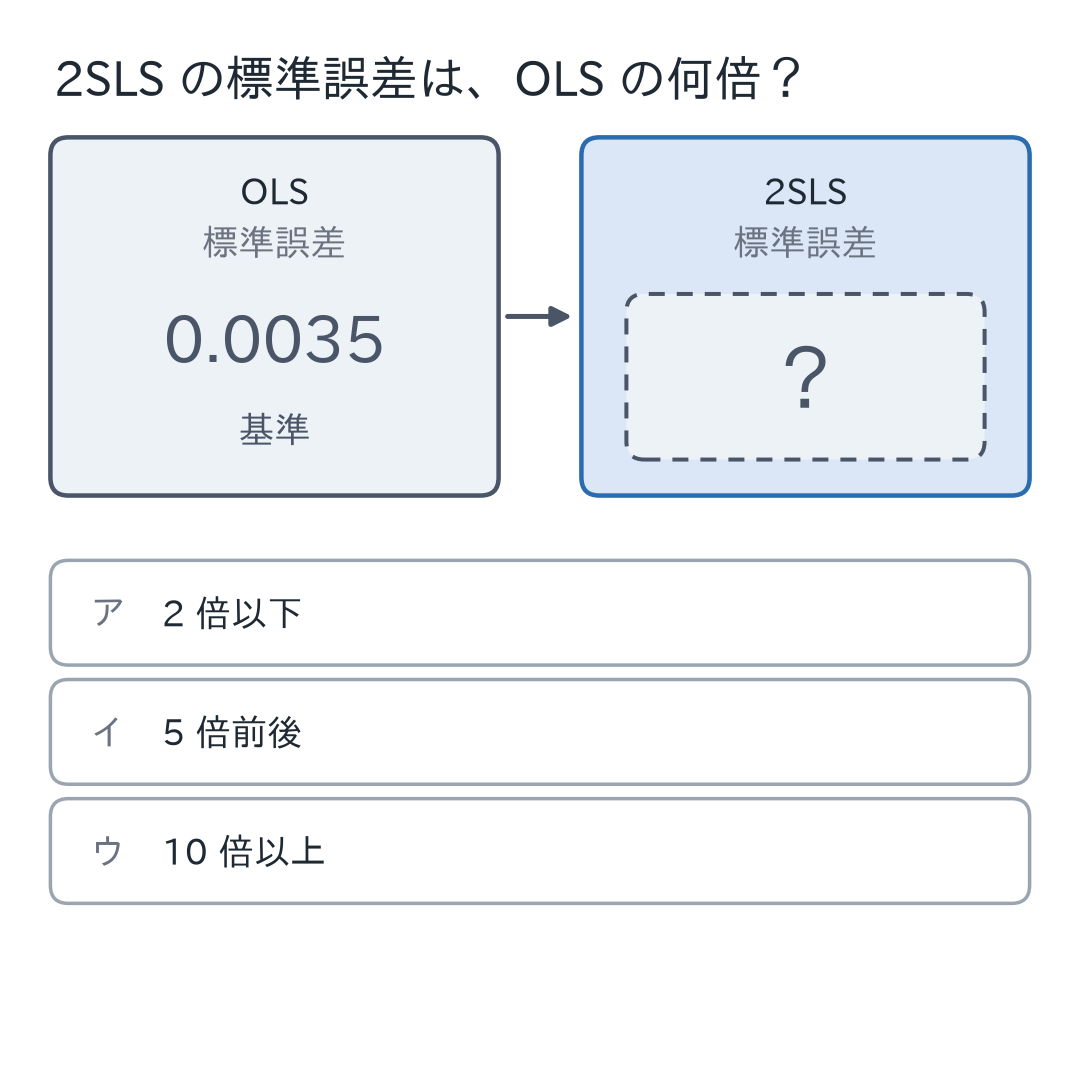 2SLS の標準誤差は、OLS の何倍？
OLS
標準誤差
0.0035
基準
2SLS
標準誤差
?
ア 2 倍以下
イ 5 倍前後
ウ 10 倍以上